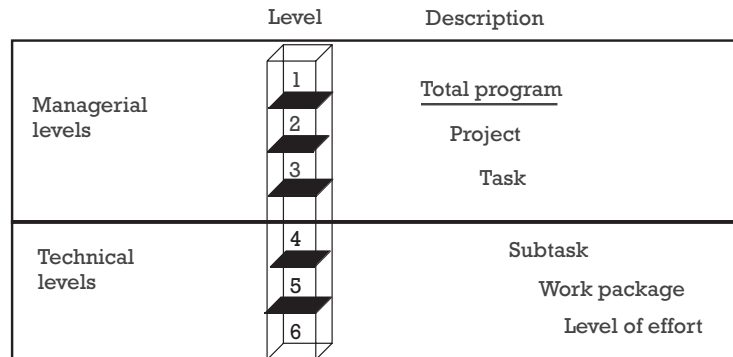 Level Description
1 Total program
Managerial
levels
2 Project
3 Task
4 Subtask
Technical
levels
5 Work package
6 Level of effort